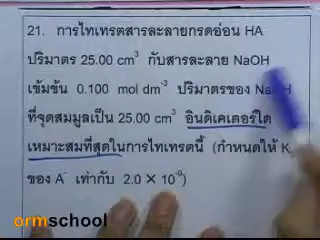 21. การไทเทรตสารละลายกรดอ่อน HA
ปริมาตร 25.00 cm³ กับสารละลาย NaOH
เข้มข้น 0.100 mol dm⁻³ ปริมาตรของ
ที่จุดสมมูลเป็น 25.00 cm³ อินดิเคเตอร์ใด
เหมาะสมที่สุดในการไทเทรตนี้ (กำหนดให้ K
ของ A⁻ เท่ากับ 2.0 × 10⁻⁹)
ormschool